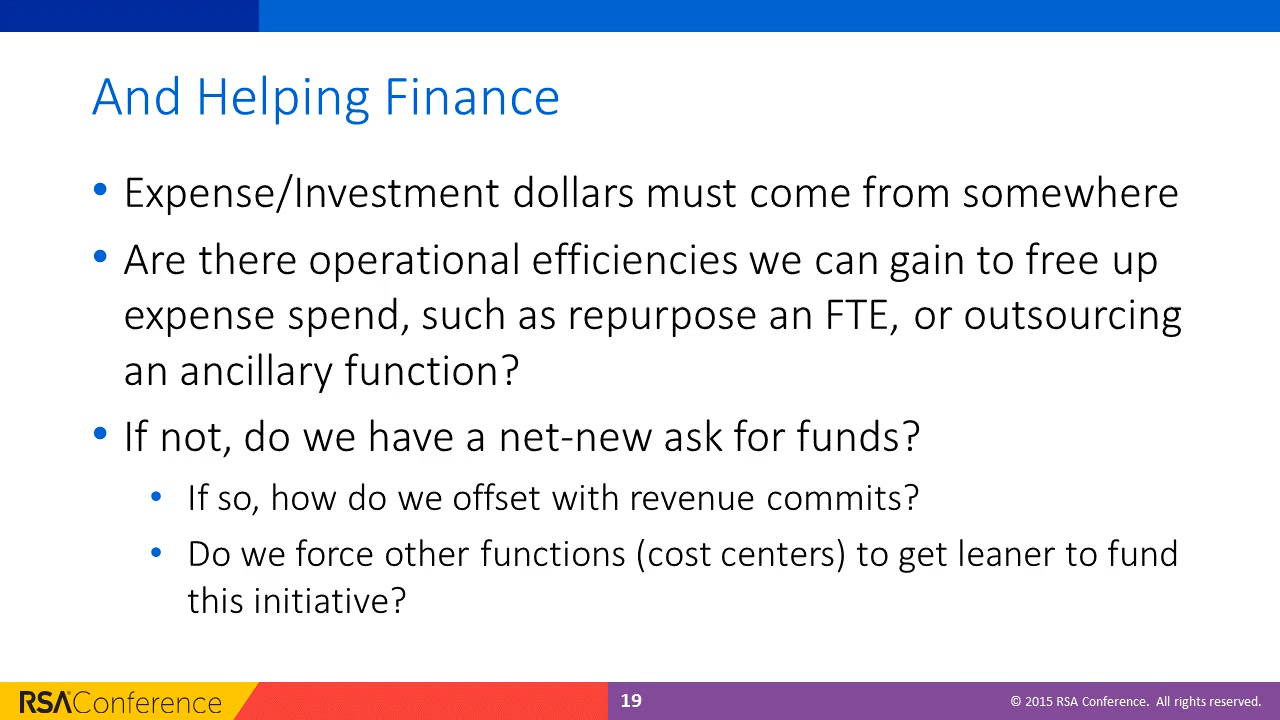 And Helping Finance
• Expense/Investment dollars must come from somewhere
• Are there operational efficiencies we can gain to free up
expense spend, such as repurpose an FTE, or outsourcing
an ancillary function?
• If not, do we have a net-new ask for funds?
• If so, how do we offset with revenue commits?
• Do we force other functions (cost centers) to get leaner to fund
this initiative?
RSAConference
19
© 2015 RSA Conference. All rights reserved.